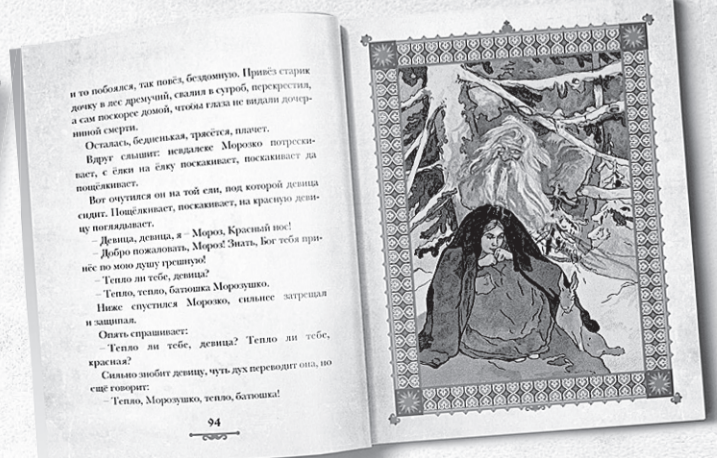 и то побоялся, так повёз, бездомную. Привёз старик
дочку в лес дремучий, свалил в сугроб, перекрестил,
а сам поскорее домой, чтобы глаза не видали дочер-
ниной смерти.
Осталась, бедненькая, трясётся, плачет.
Вдруг слышит: невдалеке Морозко потрески-
вает, с ёлки на ёлку поскакивает, поскакивает да
пощёлкивает.
Вот очутился он на той ели, под которой девица
сидит. Пощёлкивает, поскакивает, на красную деви-
цу поглядывает.
– Девица, девица, я – Мороз, Красный нос!
– Добро пожаловать, Мороз! Знать, Бог тебя при-
нёс по мою душу грешную!
– Тепло ли тебе, девица?
– Тепло, тепло, батюшка Морозушко.
Ниже спустился Морозко, сильнее затрещал
и защипал.
Опять спрашивает:
– Тепло ли тебе, девица? Тепло ли тебе,
красная?
Сильно знобит девицу, чуть дух переводит она, но
ещё говорит:
– Тепло, Морозушко, тепло, батюшка!
94